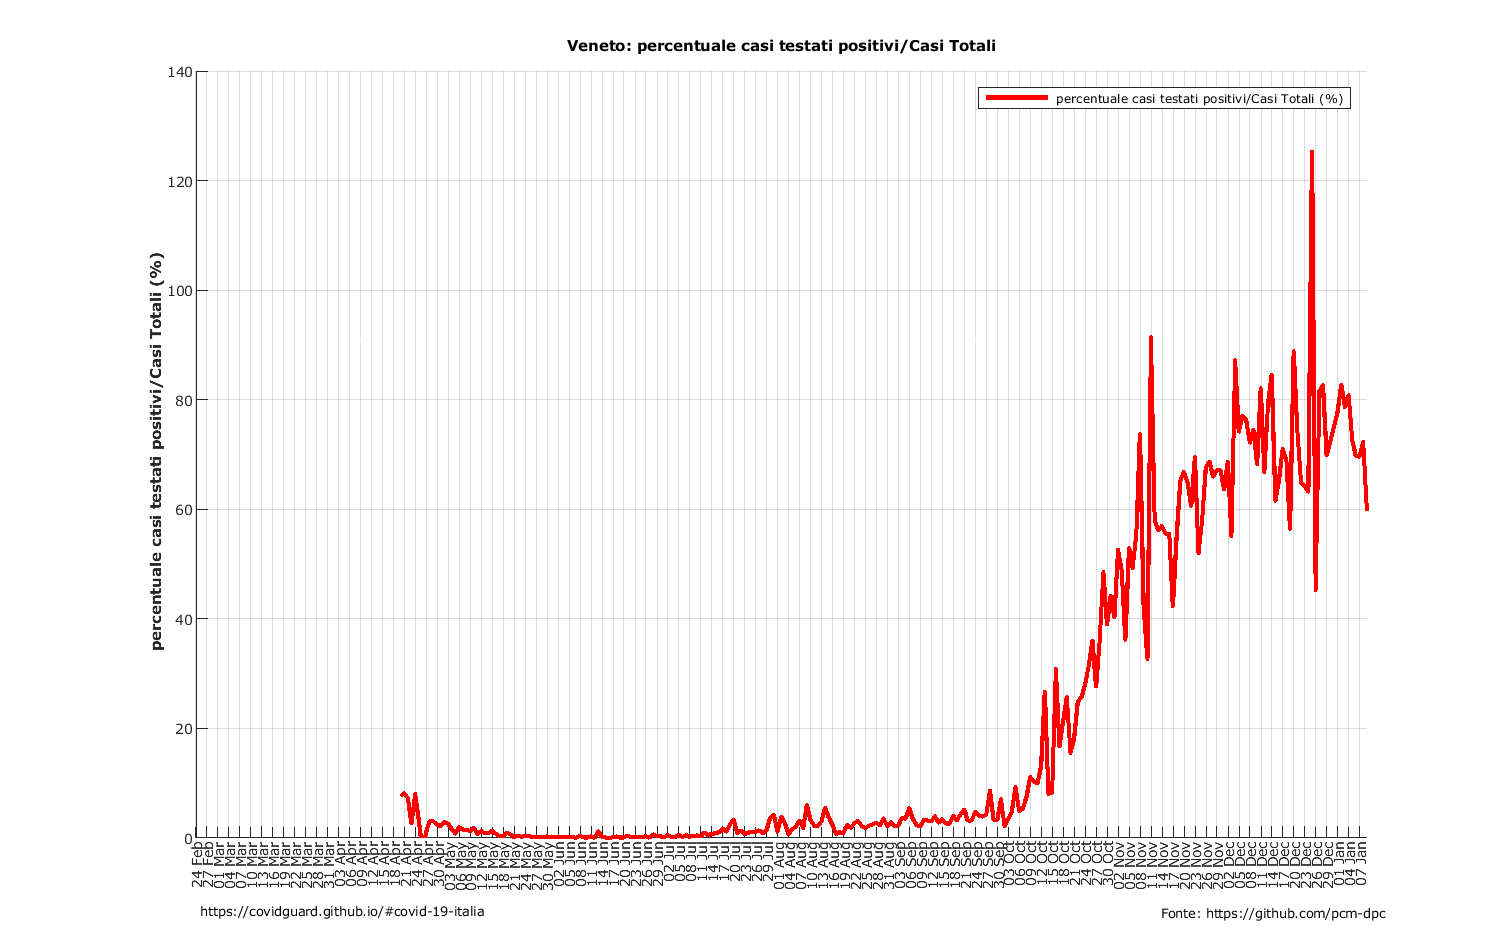 Veneto: percentuale casi testati positivi/Casi Totali
percentuale casi testati positivi/Casi Totali (%)
percentuale casi testati positivi/Casi Totali (%)
140
120
100
80
60
40
20
0
24 Feb
27 Feb
01 Mar
04 Mar
07 Mar
10 Mar
13 Mar
16 Mar
19 Mar
22 Mar
25 Mar
28 Mar
31 Mar
03 Apr
06 Apr
09 Apr
12 Apr
15 Apr
18 Apr
21 Apr
24 Apr
27 Apr
30 Apr
03 May
06 May
09 May
12 May
15 May
18 May
21 May
24 May
27 May
30 May
02 Jun
05 Jun
08 Jun
11 Jun
14 Jun
17 Jun
20 Jun
23 Jun
26 Jun
29 Jun
02 Jul
05 Jul
08 Jul
11 Jul
14 Jul
17 Jul
20 Jul
23 Jul
26 Jul
29 Jul
01 Aug
04 Aug
07 Aug
10 Aug
13 Aug
16 Aug
19 Aug
22 Aug
25 Aug
28 Aug
31 Aug
03 Sep
06 Sep
09 Sep
12 Sep
15 Sep
18 Sep
21 Sep
24 Sep
27 Sep
30 Sep
03 Oct
06 Oct
09 Oct
12 Oct
15 Oct
18 Oct
21 Oct
24 Oct
27 Oct
30 Oct
02 Nov
05 Nov
08 Nov
11 Nov
14 Nov
17 Nov
20 Nov
23 Nov
26 Nov
29 Nov
02 Dec
05 Dec
08 Dec
11 Dec
14 Dec
17 Dec
20 Dec
23 Dec
26 Dec
29 Dec
01 Jan
04 Jan
07 Jan
https://covidguard.github.io/#covid-19-italia
Fonte: https://github.com/pcm-dpc